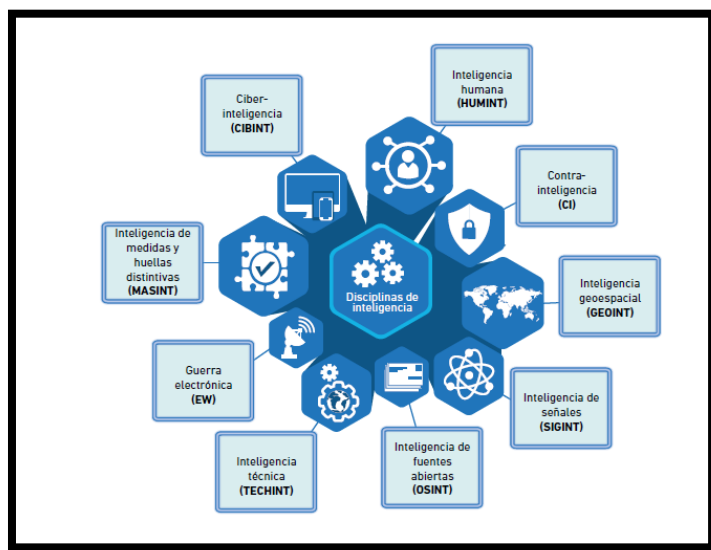 Inteligencia
humana
(HUMINT)
Ciber-
inteligencia
(CIBINT)
Contra-
inteligencia
(CI)
Inteligencia de
medidas y
huellas
distintivas
(MASINT)
Disciplinas de
inteligencia
Inteligencia
geoespacial
(GEOINT)
Guerra
electrónica
(EW)
Inteligencia de
señales
(SIGINT)
Inteligencia
técnica
(TECHINT)
Inteligencia de
fuentes
abiertas
(OSINT)